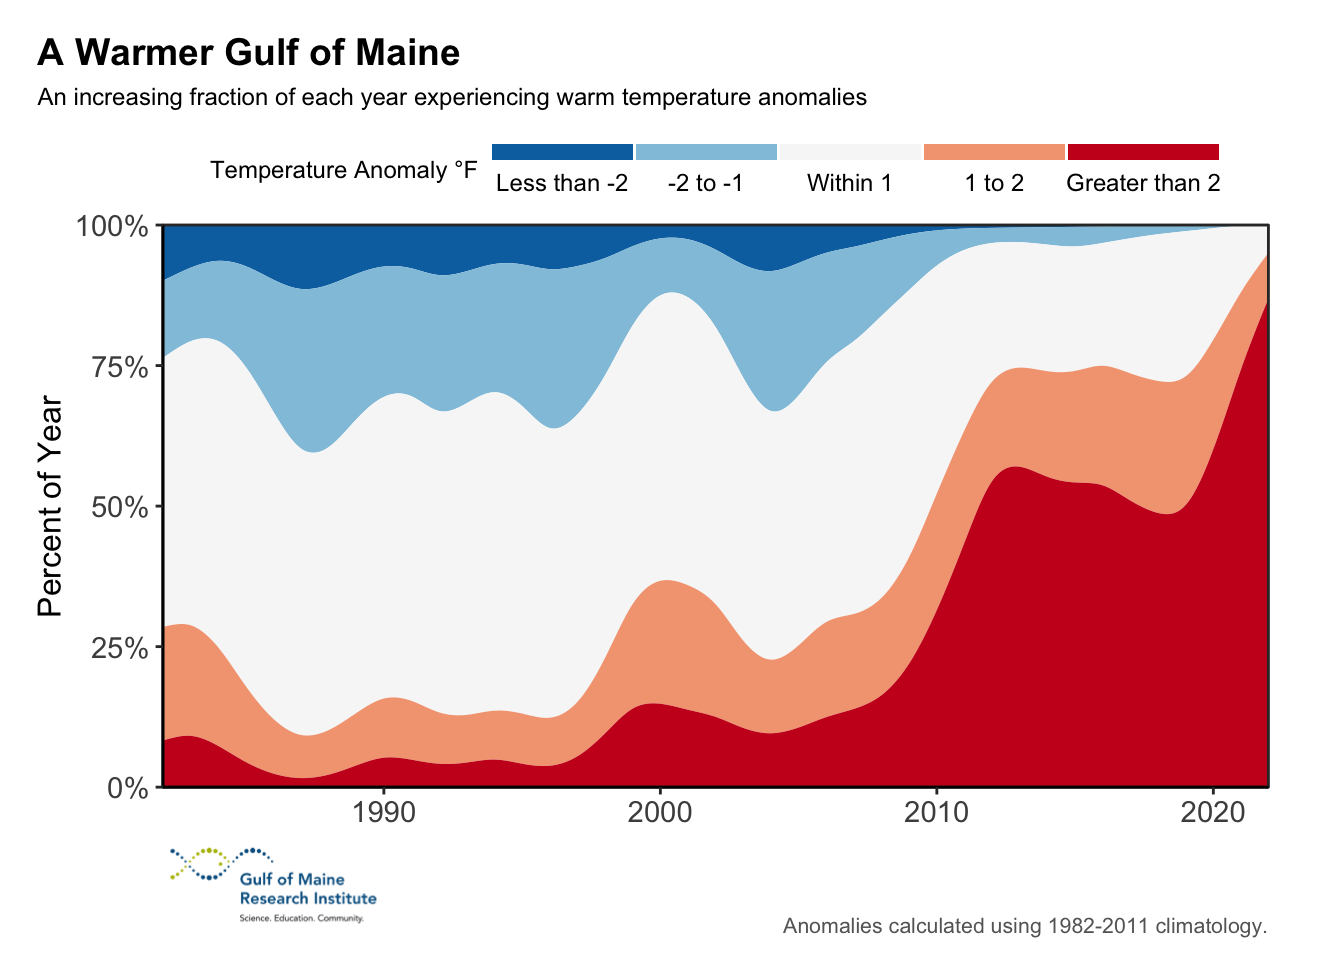 A Warmer Gulf of Maine
An increasing fraction of each year experiencing warm temperature anomalies
Temperature Anomaly °F
Less than -2 -2 to -1 Within 1 1 to 2 Greater than 2
100%
75%
50%
25%
0%
Percent of Year
1990 2000 2010 2020
Gulf of Maine
Research Institute
Science. Education. Community.
Anomalies calculated using 1982-2011 climatology.